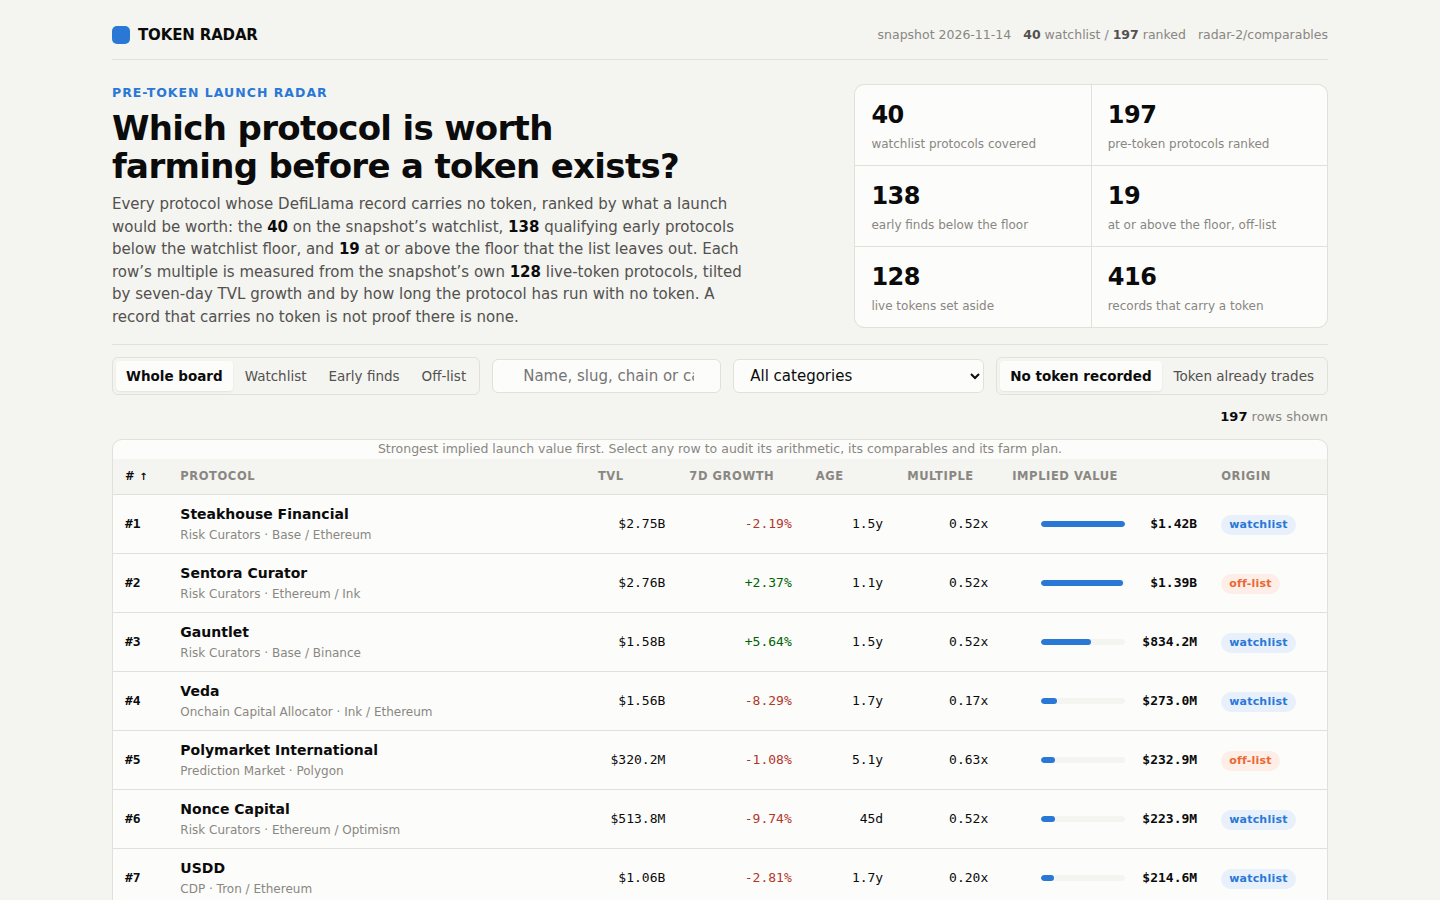 TOKEN RADAR
snapshot 2026-11-14 40 watchlist / 197 ranked radar-2/comparables
PRE-TOKEN LAUNCH RADAR
Which protocol is worth
farming before a token exists?
Every protocol whose DefiLlama record carries no token, ranked by what a launch
would be worth: the 40 on the snapshot’s watchlist, 138 qualifying early protocols
below the watchlist floor, and 19 at or above the floor that the list leaves out. Each
row’s multiple is measured from the snapshot’s own 128 live-token protocols, tilted
by seven-day TVL growth and by how long the protocol has run with no token. A
record that carries no token is not proof there is none.
40
watchlist protocols covered
197
pre-token protocols ranked
138
early finds below the floor
19
at or above the floor, off-list
128
live tokens set aside
416
records that carry a token
Whole board Watchlist Early finds Off-list Name, slug, chain or ca All categories No token recorded Token already trades
197 rows shown
Strongest implied launch value first. Select any row to audit its arithmetic, its comparables and its farm plan.
# ↑ PROTOCOL TVL 7D GROWTH AGE MULTIPLE IMPLIED VALUE ORIGIN
#1 Steakhouse Financial $2.75B -2.19% 1.5y 0.52x $1.42B watchlist
Risk Curators · Base / Ethereum
#2 Sentora Curator $2.76B +2.37% 1.1y 0.52x $1.39B off-list
Risk Curators · Ethereum / Ink
#3 Gauntlet $1.58B +5.64% 1.5y 0.52x $834.2M watchlist
Risk Curators · Base / Binance
#4 Veda $1.56B -8.29% 1.7y 0.17x $273.0M watchlist
Onchain Capital Allocator · Ink / Ethereum
#5 Polymarket International $320.2M -1.08% 5.1y 0.63x $232.9M off-list
Prediction Market · Polygon
#6 Nonce Capital $513.8M -9.74% 45d 0.52x $223.9M watchlist
Risk Curators · Ethereum / Optimism
#7 USDD $1.06B -2.81% 1.7y 0.20x $214.6M watchlist
CDP · Tron / Ethereum